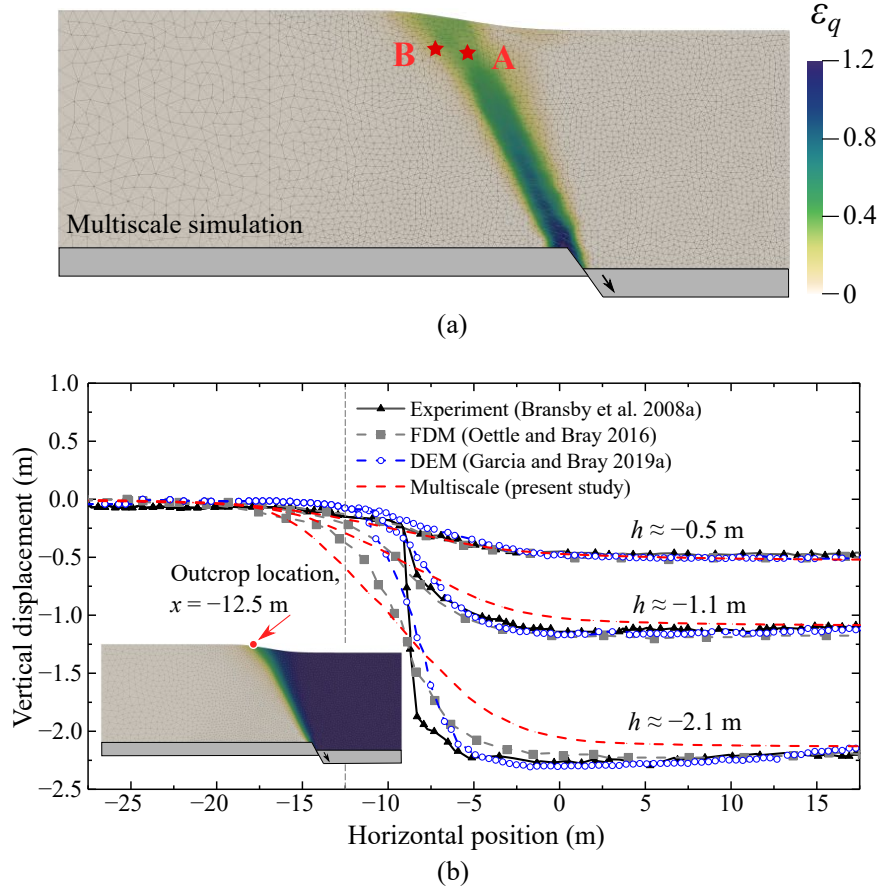 ε_q
B
A
1.2
0.8
0.4
0
Multiscale simulation
(a)
1.0
0.5
0.0
−0.5
−1.0
−1.5
−2.0
−2.5
Vertical displacement (m)
Experiment (Bransby et al. 2008a)
FDM (Oettle and Bray 2016)
DEM (Garcia and Bray 2019a)
Multiscale (present study)
h ≈ −0.5 m
Outcrop location,
x = −12.5 m
h ≈ −1.1 m
h ≈ −2.1 m
−25
−20
−15
−10
−5
0
5
10
15
Horizontal position (m)
(b)